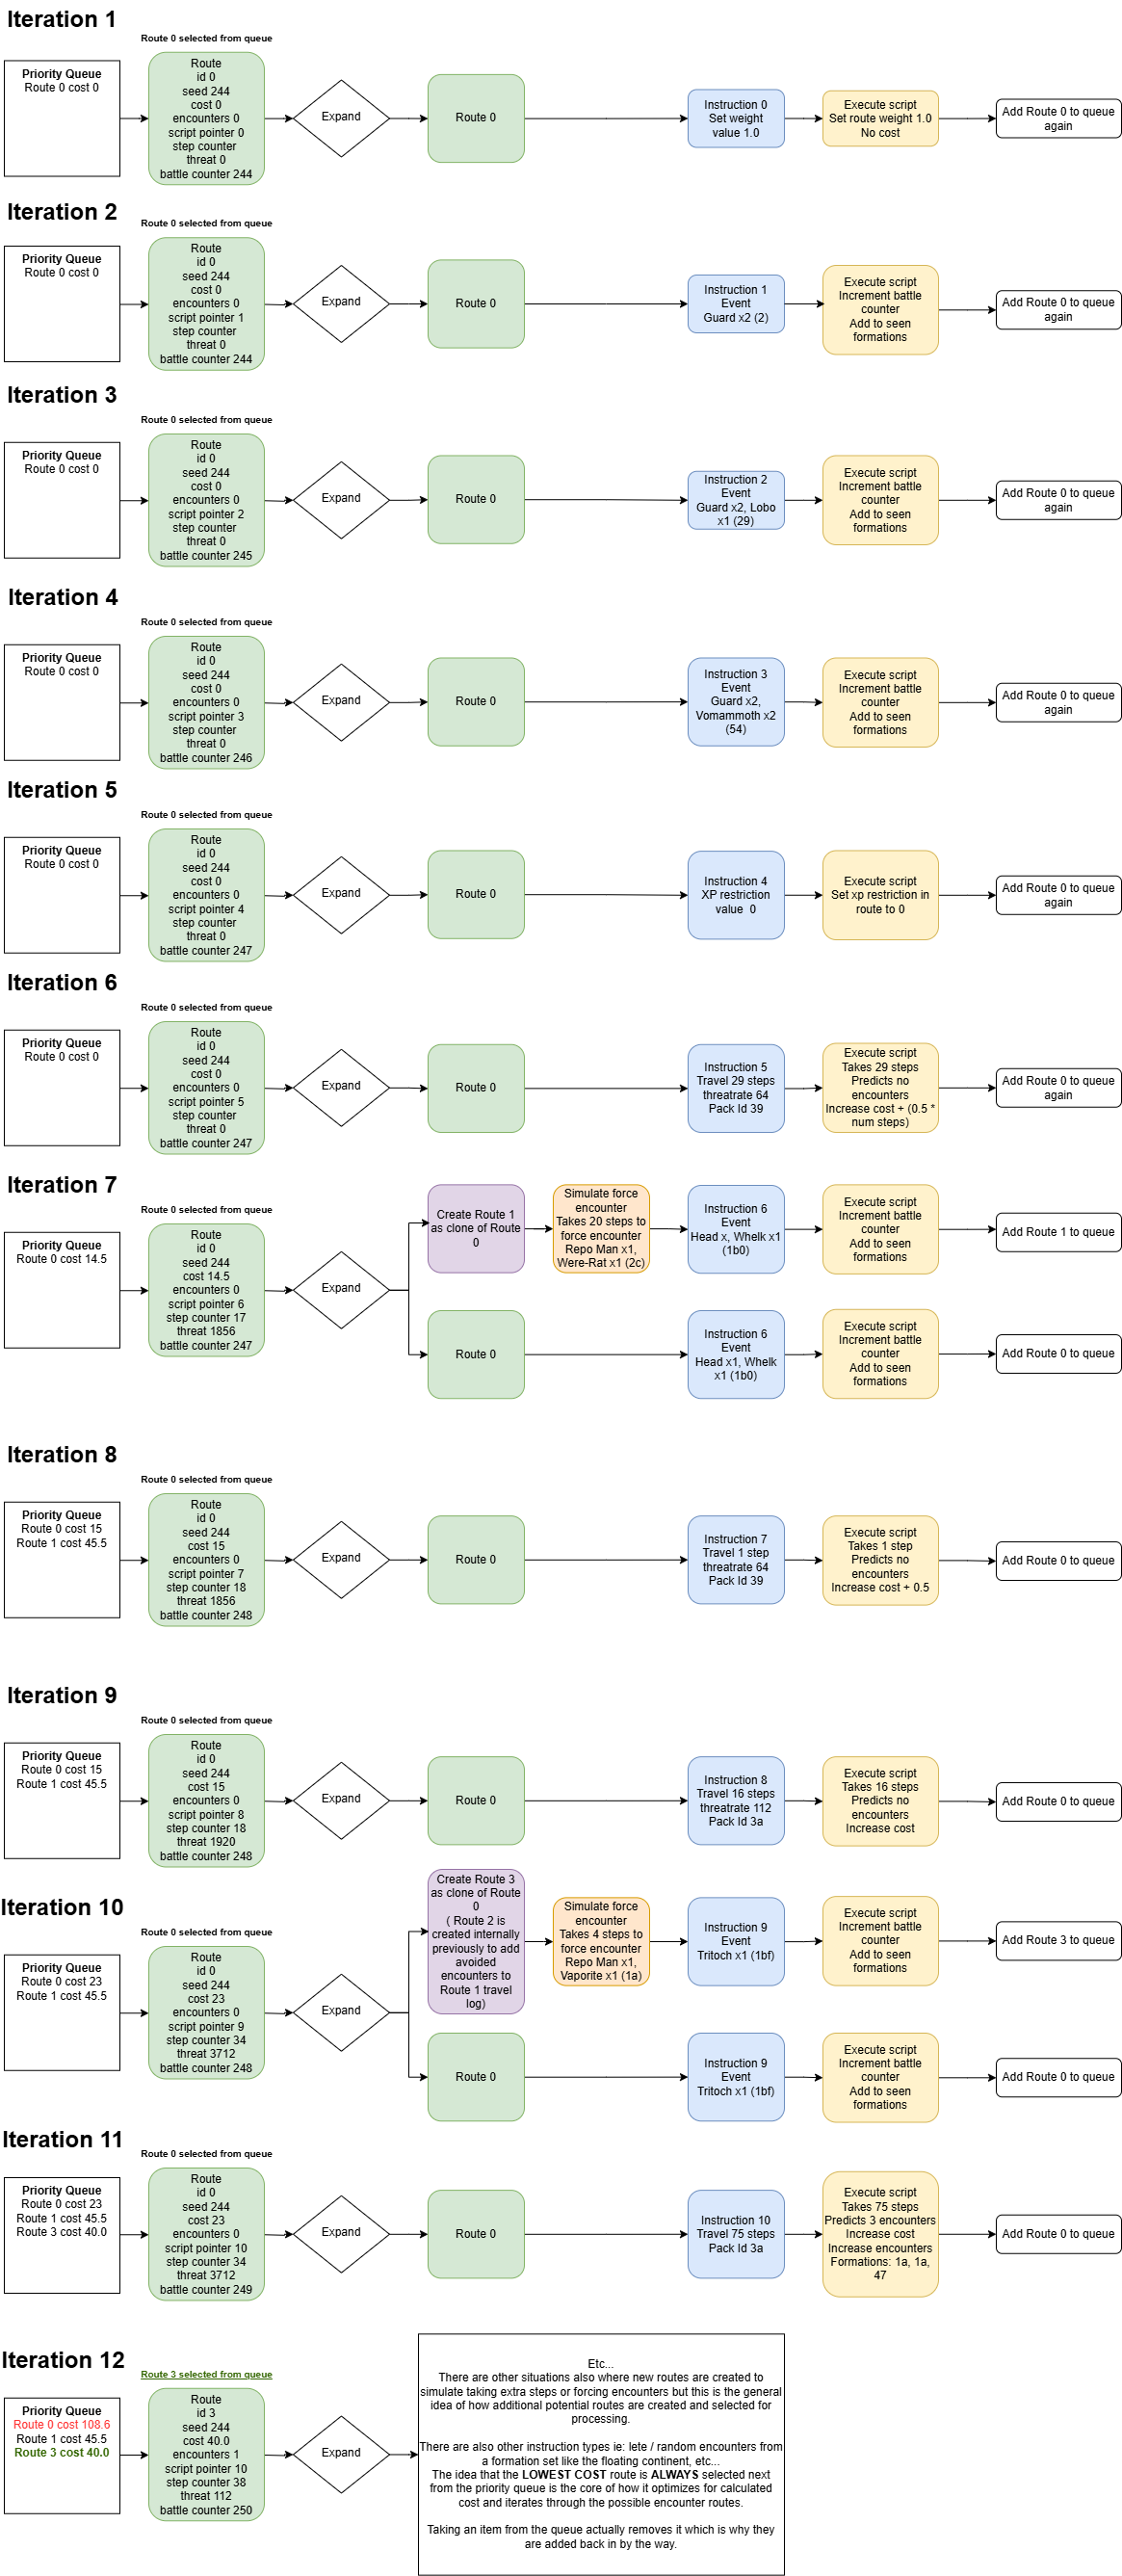 Iteration 1
Route 0 selected from queue
Priority Queue
Route 0 cost 0
Route
id 0
seed 244
cost 0
encounters 0
script pointer 0
step counter
threat 0
battle counter 244
Expand
Route 0
Instruction 0
Set weight
value 1.0
Execute script
Set route weight 1.0
No cost
Add Route 0 to queue
again
Iteration 2
Route 0 selected from queue
Priority Queue
Route 0 cost 0
Route
id 0
seed 244
cost 0
encounters 0
script pointer 1
step counter
threat 0
battle counter 244
Expand
Route 0
Instruction 1
Event
Guard x2 (2)
Execute script
Increment battle
counter
Add to seen
formations
Add Route 0 to queue
again
Iteration 3
Route 0 selected from queue
Priority Queue
Route 0 cost 0
Route
id 0
seed 244
cost 0
encounters 0
script pointer 2
step counter
threat 0
battle counter 245
Expand
Route 0
Instruction 2
Event
Guard x2, Lobo
x1 (29)
Execute script
Increment battle
counter
Add to seen
formations
Add Route 0 to queue
again
Iteration 4
Route 0 selected from queue
Priority Queue
Route 0 cost 0
Route
id 0
seed 244
cost 0
encounters 0
script pointer 3
step counter
threat 0
battle counter 246
Expand
Route 0
Instruction 3
Event
Guard x2,
Vomammoth x2
(54)
Execute script
Increment battle
counter
Add to seen
formations
Add Route 0 to queue
again
Iteration 5
Route 0 selected from queue
Priority Queue
Route 0 cost 0
Route
id 0
seed 244
cost 0
encounters 0
script pointer 4
step counter
threat 0
battle counter 247
Expand
Route 0
Instruction 4
XP restriction
value 0
Execute script
Set xp restriction in
route to 0
Add Route 0 to queue
again
Iteration 6
Route 0 selected from queue
Priority Queue
Route 0 cost 0
Route
id 0
seed 244
cost 0
encounters 0
script pointer 5
step counter
threat 0
battle counter 247
Expand
Route 0
Instruction 5
Travel 29 steps
threatrate 64
Pack Id 39
Execute script
Takes 29 steps
Predicts no
encounters
Increase cost + (0.5 *
num steps)
Add Route 0 to queue
again
Iteration 7
Route 0 selected from queue
Priority Queue
Route 0 cost 14.5
Route
id 0
seed 244
cost 14.5
encounters 0
script pointer 6
step counter 17
threat 1856
battle counter 247
Expand
Create Route 1
as clone of Route
0
Simulate force
encounter
Takes 20 steps to
force encounter
Repo Man x1,
Were-Rat x1 (2c)
Instruction 6
Event
Head x, Whelk x1
(1b0)
Execute script
Increment battle
counter
Add to seen
formations
Add Route 1 to queue
Route 0
Instruction 6
Event
Head x1, Whelk
x1 (1b0)
Execute script
Increment battle
counter
Add to seen
formations
Add Route 0 to queue
Iteration 8
Route 0 selected from queue
Priority Queue
Route 0 cost 15
Route 1 cost 45.5
Route
id 0
seed 244
cost 15
encounters 0
script pointer 7
step counter 18
threat 1856
battle counter 248
Expand
Route 0
Instruction 7
Travel 1 step
threatrate 64
Pack Id 39
Execute script
Takes 1 step
Predicts no
encounters
Increase cost + 0.5
Add Route 0 to queue
Iteration 9
Route 0 selected from queue
Priority Queue
Route 0 cost 15
Route 1 cost 45.5
Route
id 0
seed 244
cost 15
encounters 0
script pointer 8
step counter 18
threat 1920
battle counter 248
Expand
Route 0
Instruction 8
Travel 16 steps
threatrate 112
Pack Id 3a
Execute script
Takes 16 steps
Predicts no
encounters
Increase cost
Add Route 0 to queue
Iteration 10
Route 0 selected from queue
Priority Queue
Route 0 cost 23
Route 1 cost 45.5
Route
id 0
seed 244
cost 23
encounters 0
script pointer 9
step counter 34
threat 3712
battle counter 248
Expand
Create Route 3
as clone of Route
0
( Route 2 is
created internally
previously to add
avoided
encounters to
Route 1 travel
log)
Simulate force
encounter
Takes 4 steps to
force encounter
Repo Man x1,
Vaporite x1 (1a)
Instruction 9
Event
Tritoch x1 (1bf)
Execute script
Increment battle
counter
Add to seen
formations
Add Route 3 to queue
Route 0
Instruction 9
Event
Tritoch x1 (1bf)
Execute script
Increment battle
counter
Add to seen
formations
Add Route 0 to queue
Iteration 11
Route 0 selected from queue
Priority Queue
Route 0 cost 23
Route 1 cost 45.5
Route 3 cost 40.0
Route
id 0
seed 244
cost 23
encounters 0
script pointer 10
step counter 34
threat 3712
battle counter 249
Expand
Route 0
Instruction 10
Travel 75 steps
Pack Id 3a
Execute script
Takes 75 steps
Predicts 3 encounters
Increase cost
Increase encounters
Formations: 1a, 1a,
47
Add Route 0 to queue
Iteration 12
Route 3 selected from queue
Priority Queue
Route 0 cost 108.6
Route 1 cost 45.5
Route 3 cost 40.0
Route
id 3
seed 244
cost 40.0
encounters 1
script pointer 10
step counter 38
threat 112
battle counter 250
Expand
Etc...
There are other situations also where new routes are created to
simulate taking extra steps or forcing encounters but this is the general
idea of how additional potential routes are created and selected for
processing.
There are also other instruction types ie: lete / random encounters from
a formation set like the floating continent, etc...
The idea that the LOWEST COST route is ALWAYS selected next
from the priority queue is the core of how it optimizes for calculated
cost and iterates through the possible encounter routes.
Taking an item from the queue actually removes it which is why they
are added back in by the way.